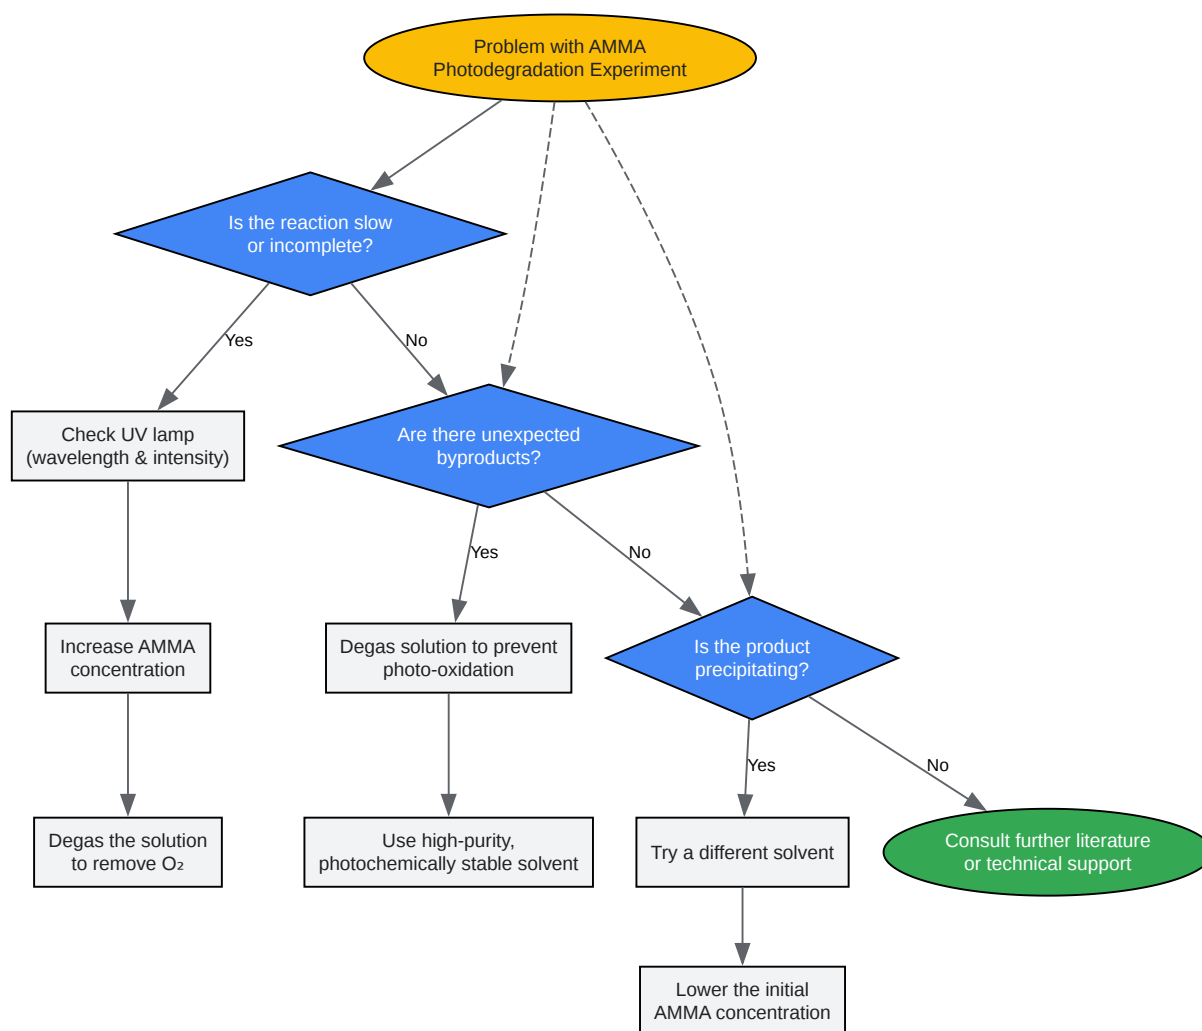 Problem with AMMA
Photodegradation Experiment
Is the reaction slow
or incomplete?
Yes
No
Check UV lamp
(wavelength & intensity)
Are there unexpected
byproducts?
Yes
No
Increase AMMA
concentration
Degas solution to prevent
photo-oxidation
Is the product
precipitating?
Yes
No
Degas the solution
to remove O₂
Use high-purity,
photochemically stable solvent
Try a different solvent
Consult further literature
or technical support
Lower the initial
AMMA concentration